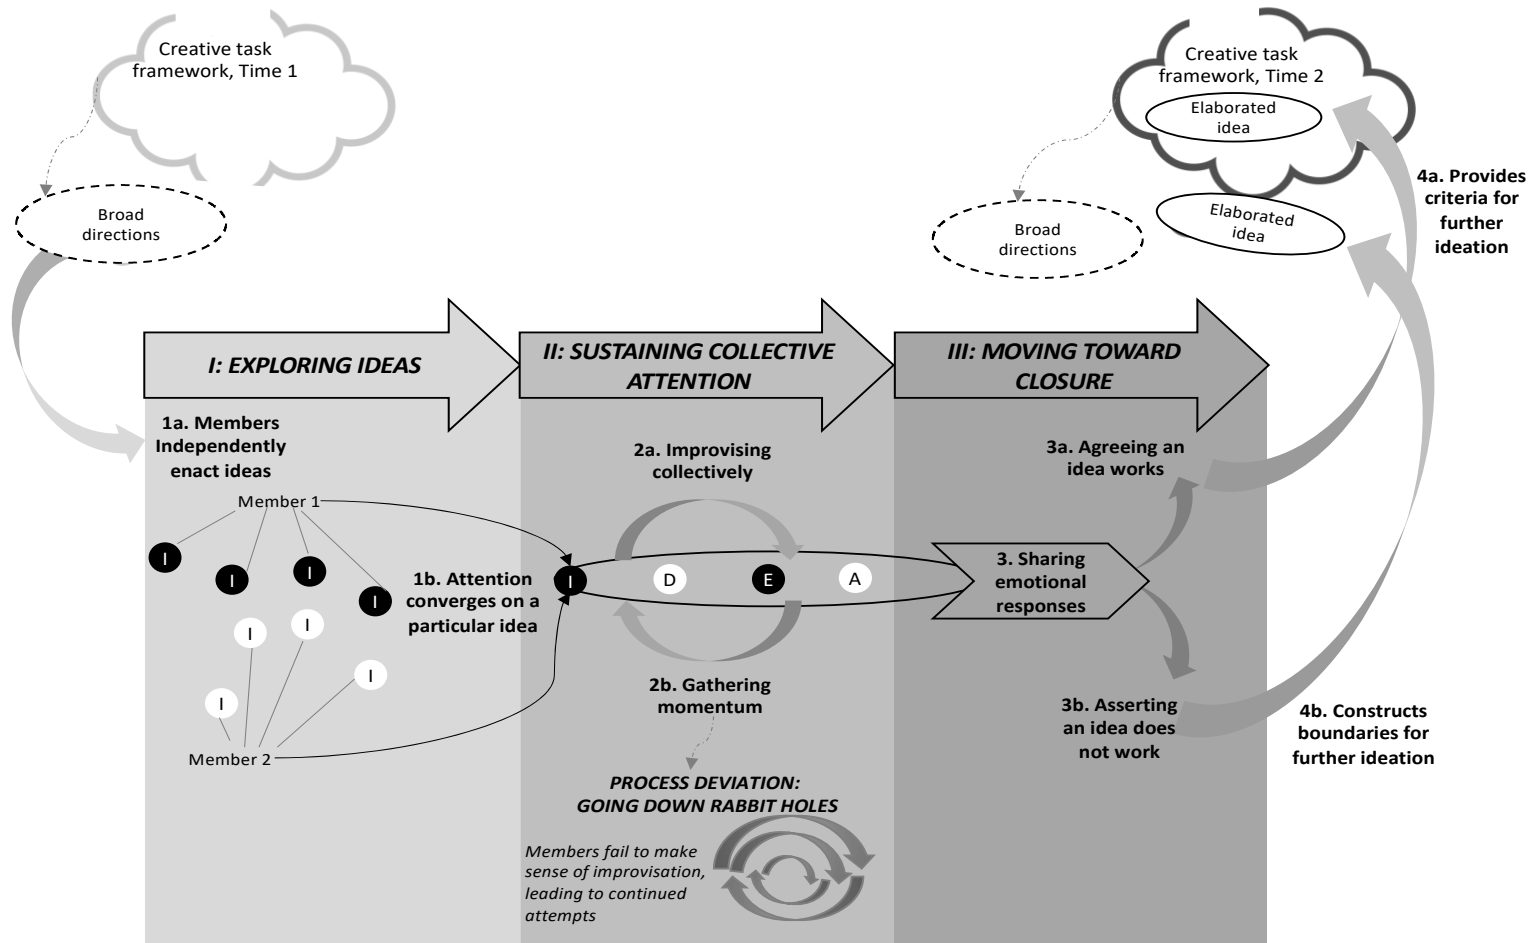 Creative task
framework, Time 1
Broad
directions
Creative task
framework, Time 2
Elaborated
idea
Elaborated
idea
Broad
directions
4a. Provides
criteria for
further
ideation
I: EXPLORING IDEAS
II: SUSTAINING COLLECTIVE
ATTENTION
III: MOVING TOWARD
CLOSURE
1a. Members
Independently
enact ideas
Member 1
I
I
I
I
I
I
I
I
Member 2
1b. Attention
converges on a
particular idea
2a. Improvising
collectively
I
D
E
A
2b. Gathering
momentum
PROCESS DEVIATION:
GOING DOWN RABBIT HOLES
Members fail to make
sense of improvisation,
leading to continued
attempts
3. Sharing
emotional
responses
3a. Agreeing an
idea works
3b. Asserting
an idea does
not work
4b. Constructs
boundaries for
further ideation